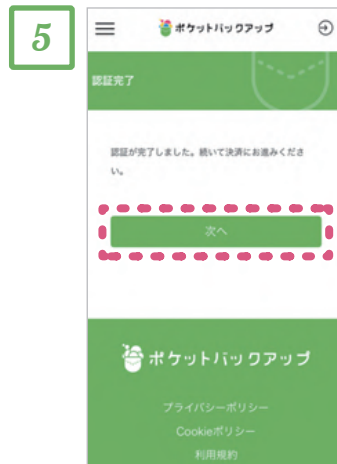 5
ポケットバックアップ
認証完了
認証が完了しました。続いて決済にお進みくださ
い。
次へ
ポケットバックアップ
プライバシーポリシー
Cookieポリシー
利用規約